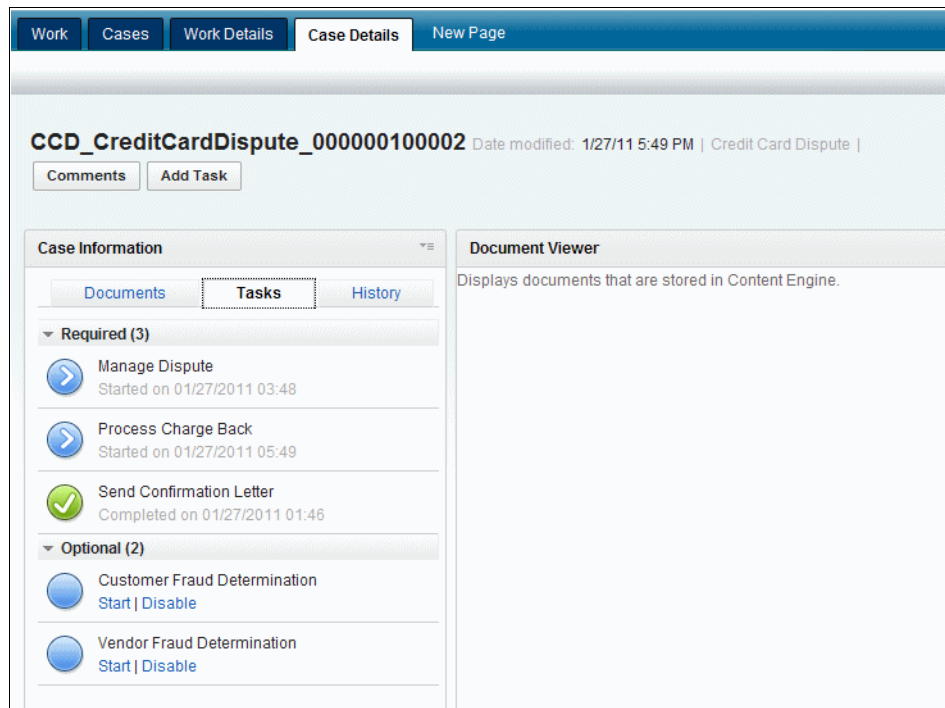 Work Cases Work Details Case Details New Page
CCD_CreditCardDispute_000000100002 Date modified: 1/27/11 5:49 PM | Credit Card Dispute |
Comments Add Task
Case Information
Documents Tasks History
Required (3)
Manage Dispute
Started on 01/27/2011 03:48
Process Charge Back
Started on 01/27/2011 05:49
Send Confirmation Letter
Completed on 01/27/2011 01:46
Optional (2)
Customer Fraud Determination
Start | Disable
Vendor Fraud Determination
Start | Disable
Document Viewer
Displays documents that are stored in Content Engine.